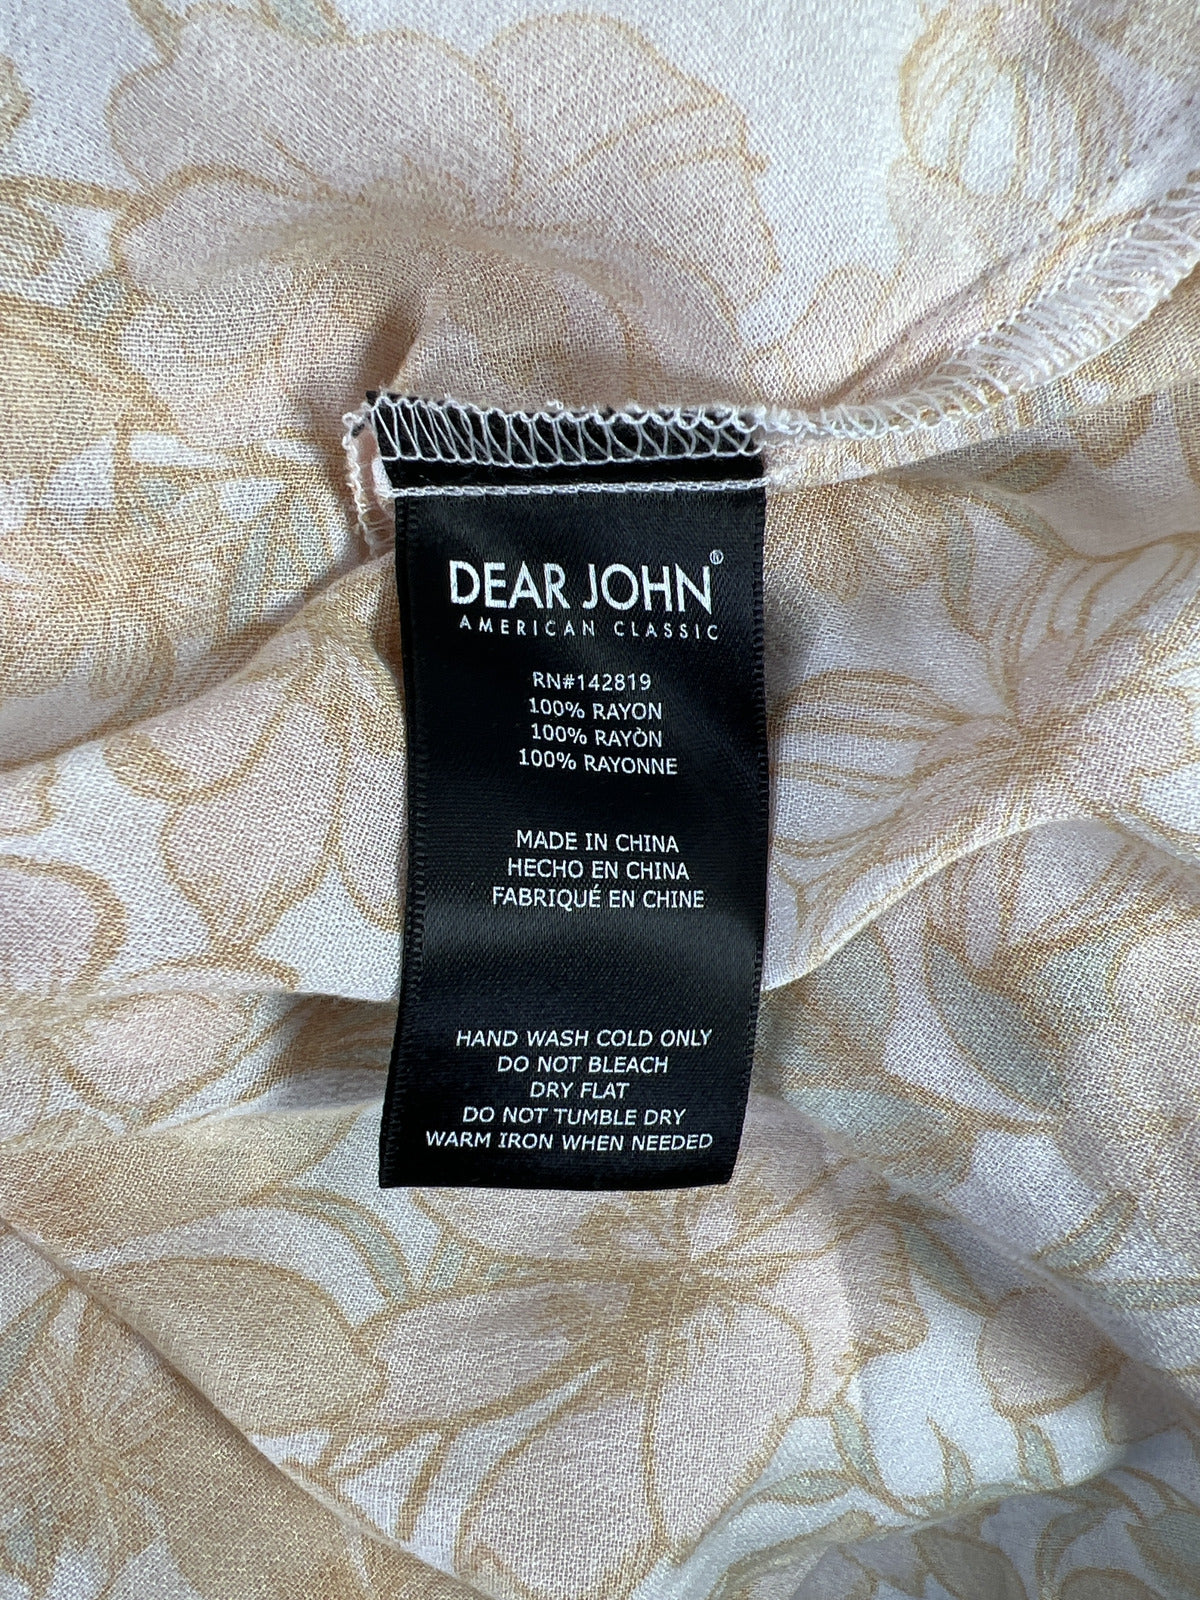 DEAR JOHN®
AMERICAN CLASSIC
RN#142819
100% RAYON
100% RAYÒN
100% RAYONNE
MADE IN CHINA
HECHO EN CHINA
FABRIQUÉ EN CHINE
HAND WASH COLD ONLY
DO NOT BLEACH
DRY FLAT
DO NOT TUMBLE DRY
WARM IRON WHEN NEEDED